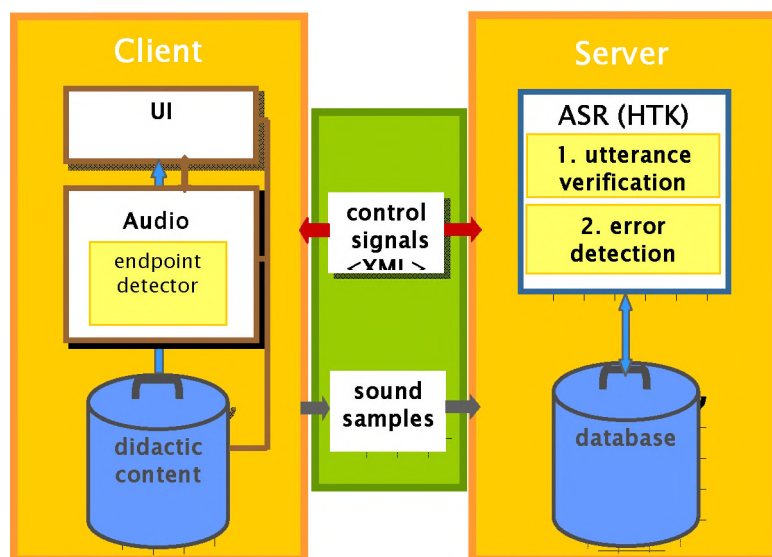 Client
UI
Audio
endpoint
detector
didactic
content
control
signals
<XML>
sound
samples
Server
ASR (HTK)
1. utterance
verification
2. error
detection
database